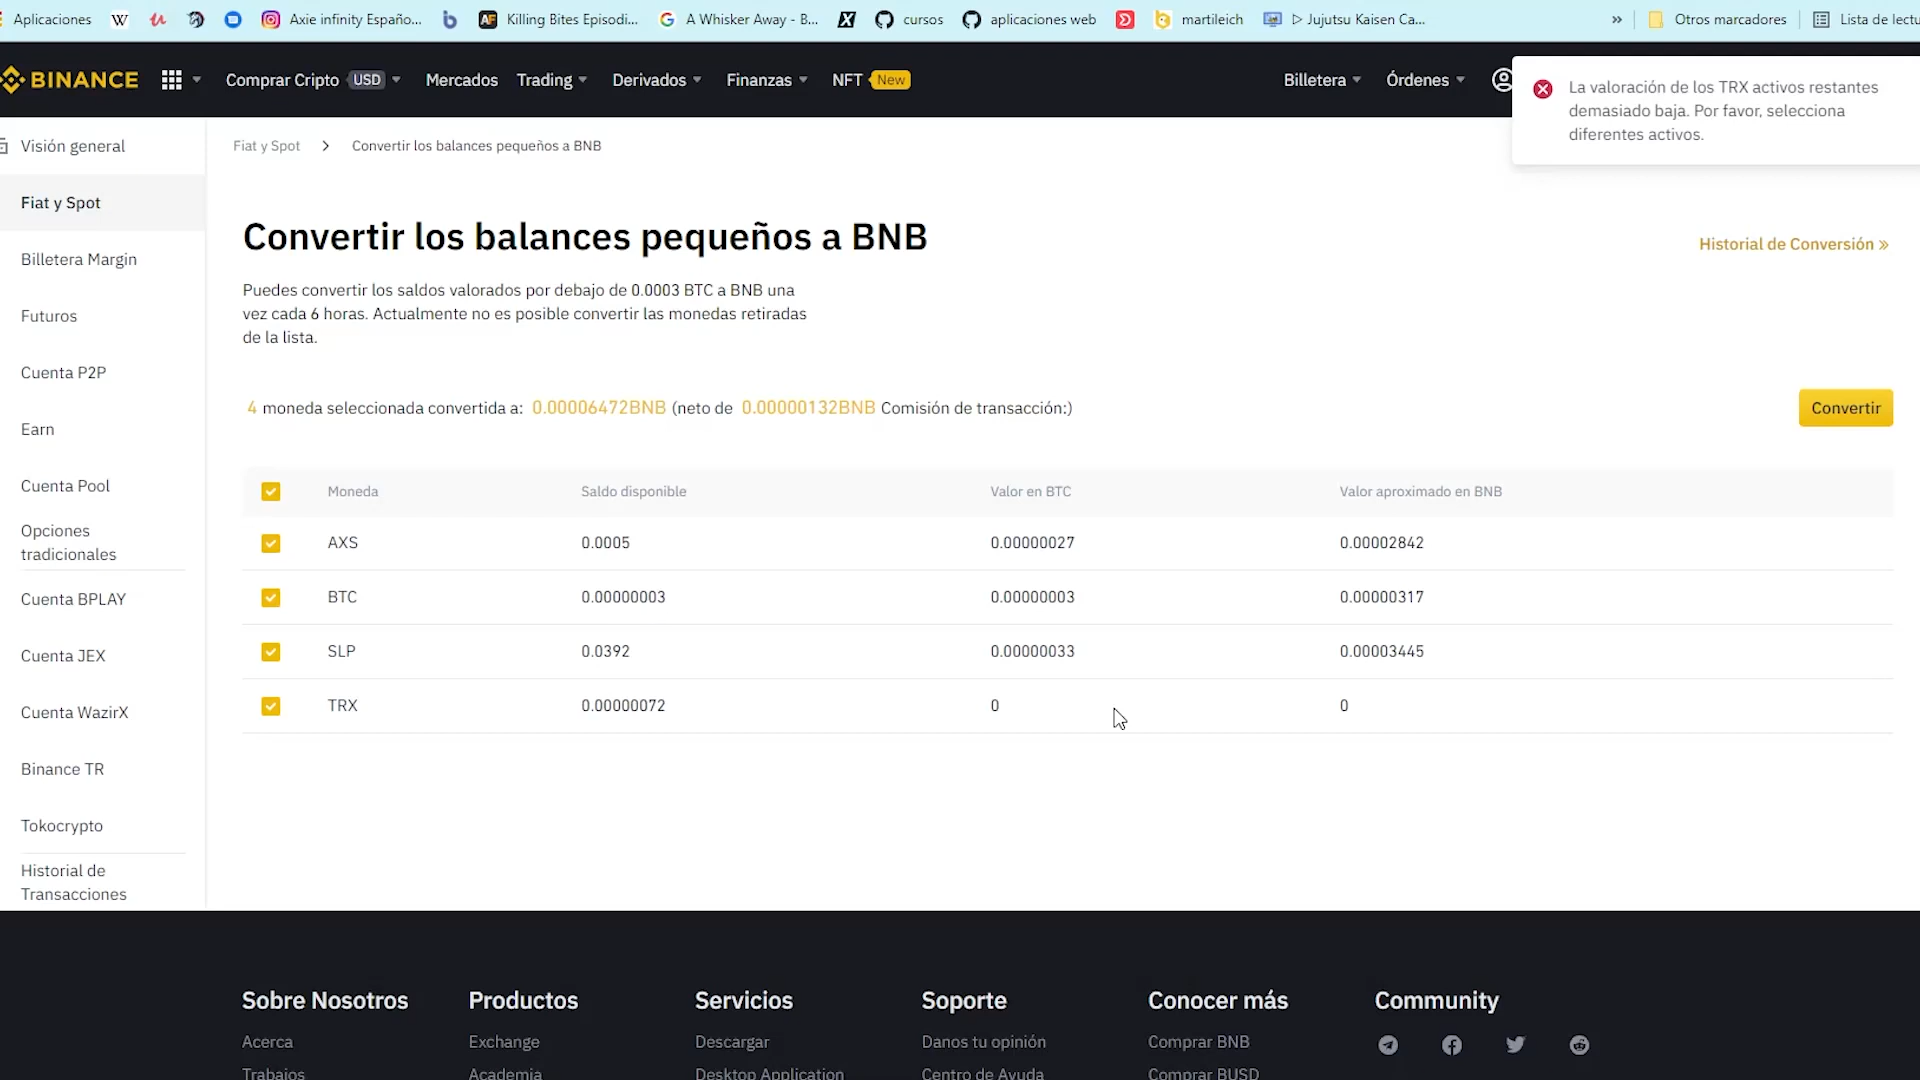 Aplicaciones
W
Axie infinity Españo...
b
AF
Killing Bites Episodi...
G
A Whisker Away - B...
X
cursos
aplicaciones web
martileich
▷ Jujutsu Kaisen Ca...
»
Otros marcadores
Lista de lectu
BINANCE
Comprar Cripto USD
Mercados
Trading
Derivados
Finanzas
NFT New
Billetera
Órdenes
La valoración de los TRX activos restantes
demasiado baja. Por favor, selecciona
diferentes activos.
Visión general
Fiat y Spot
Billetera Margin
Futuros
Cuenta P2P
Earn
Cuenta Pool
Opciones
tradicionales
Cuenta BPLAY
Cuenta JEX
Cuenta WazirX
Binance TR
Tokocrypto
Historial de
Transacciones
Fiat y Spot > Convertir los balances pequeños a BNB
Convertir los balances pequeños a BNB
Historial de Conversión »
Puedes convertir los saldos valorados por debajo de 0.0003 BTC a BNB una
vez cada 6 horas. Actualmente no es posible convertir las monedas retiradas
de la lista.
4 moneda seleccionada convertida a: 0.00006472BNB (neto de 0.00000132BNB Comisión de transacción:)
Convertir
Moneda Saldo disponible Valor en BTC Valor aproximado en BNB
AXS 0.0005 0.00000027 0.00002842
BTC 0.00000003 0.00000003 0.00000317
SLP 0.0392 0.00000033 0.00003445
TRX 0.00000072 0 0
Sobre Nosotros
Acerca
Trabajos
Productos
Exchange
Academia
Servicios
Descargar
Desktop Application
Soporte
Danos tu opinión
Centro de Ayuda
Conocer más
Comprar BNB
Comprar BUSD
Community